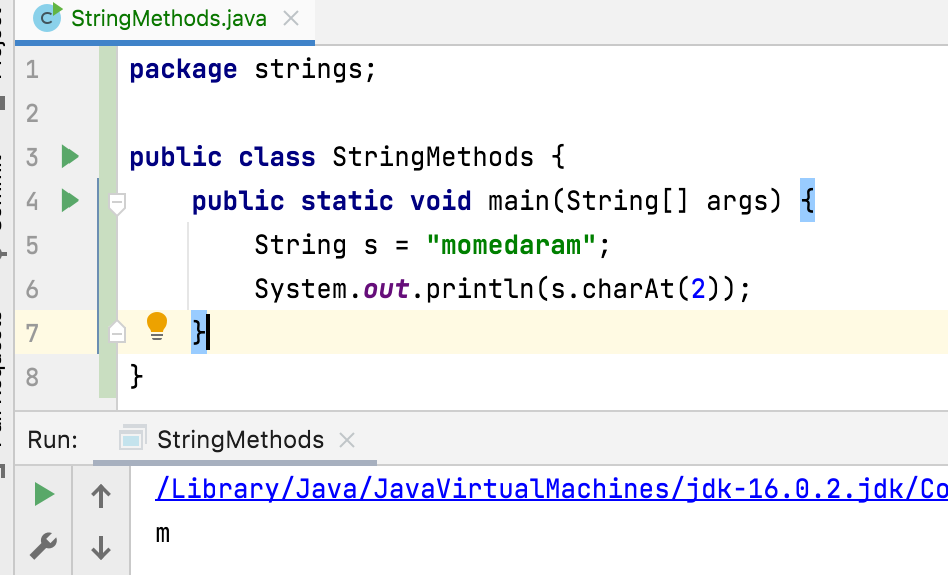 StringMethods.java
1 package strings;
2
3 public class StringMethods {
4     public static void main(String[] args) {
5         String s = "momedaram";
6         System.out.println(s.charAt(2));
7     }
8 }
Run: StringMethods
/Library/Java/JavaVirtualMachines/jdk-16.0.2.jdk/Co
m